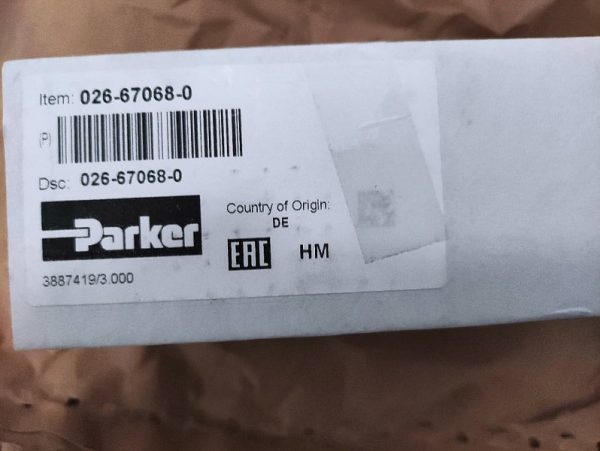 Item: 026-67068-0
(P)
Dsc: 026-67068-0
Parker
Country of Origin:
DE
EAC HM
3887419/3.000